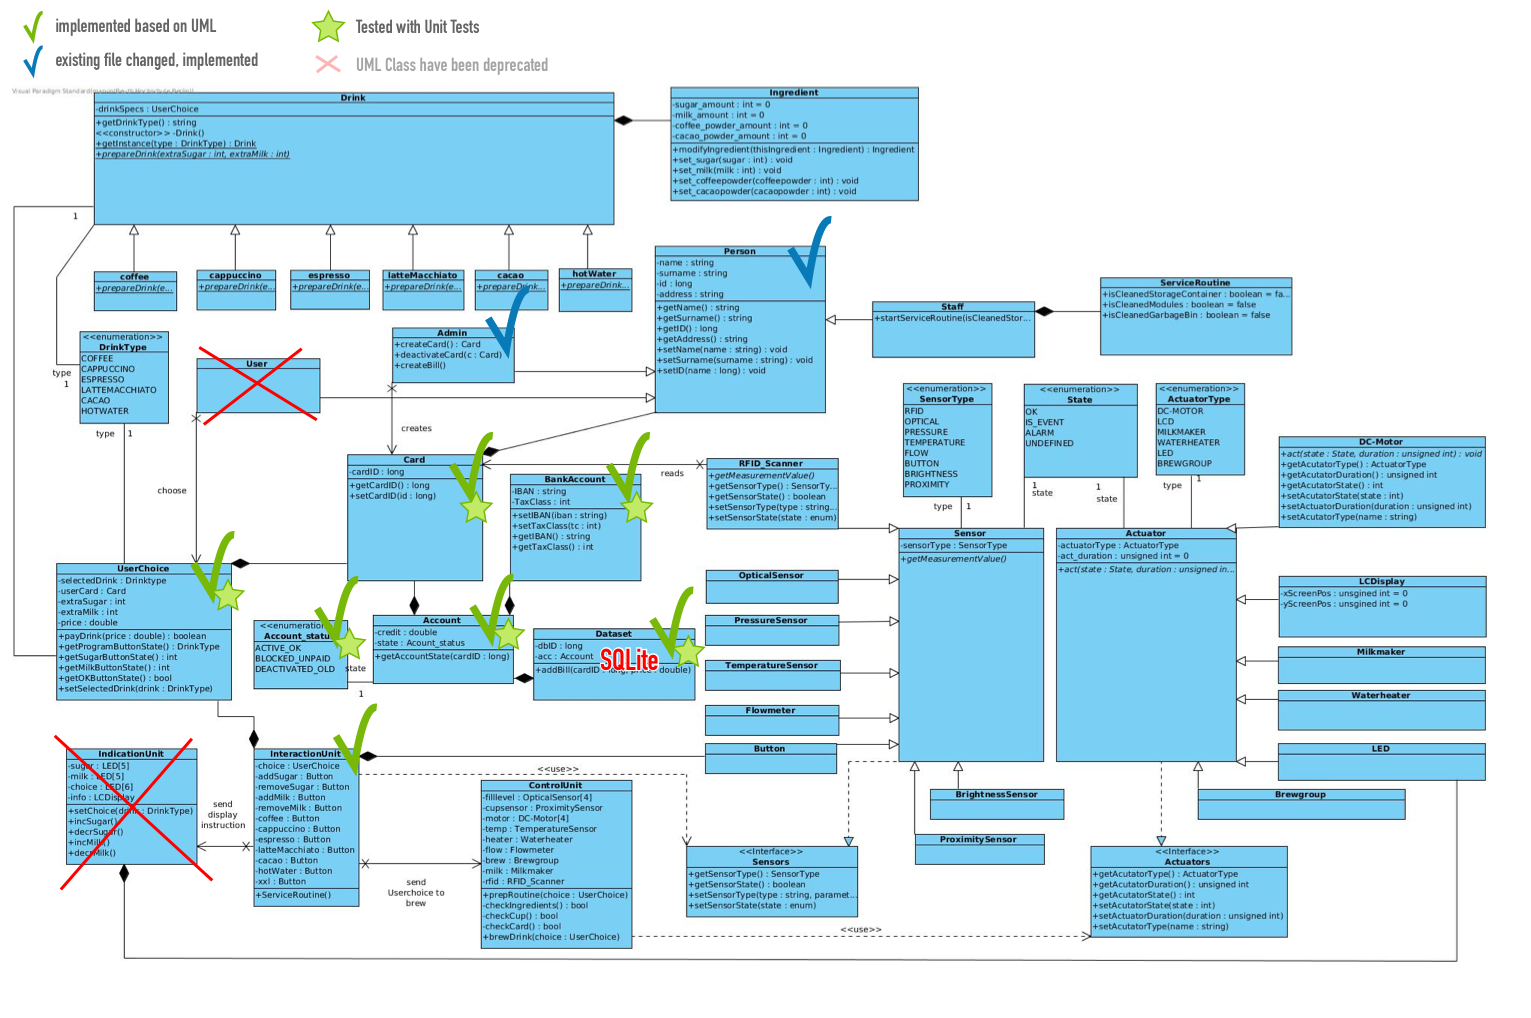 implemented based on UML
Tested with Unit Tests
existing file changed, implemented
UML Class have been deprecated
Drink
-drinkSpecs : UserChoice
+getDrinkType() : string
<<constructor>> -Drink()
+getInstance(type : DrinkType) : Drink
+prepareDrink(extraSugar : int, extraMilk : int)
Ingredient
-sugar_amount : int = 0
-milk_amount : int = 0
-coffee_powder_amount : int = 0
-cacao_powder_amount : int = 0
+modifyIngredient(thisIngredient : Ingredient) : Ingredient
+set_sugar(sugar : int) : void
+set_milk(milk : int) : void
+set_coffeepowder(coffeepowder : int) : void
+set_cacaopowder(cacaopowder : int) : void
1
coffee
+prepareDrink(e...
cappuccino
+prepareDrink(e...
espresso
+prepareDrink(e...
latteMacchiato
+prepareDrink(e...
cacao
+prepareDrink(e...
hotWater
+prepareDrink...
Person
-name : string
-surname : string
-id : long
-address : string
+getName() : string
+getSurname() : string
+getID() : long
+getAddress() : string
+setName(name : string) : void
+setSurname(surname : string) : void
+setID(name : long) : void
Staff
+startServiceRoutine(isCleanedStor...
ServiceRoutine
+isCleanedStorageContainer : boolean = fa...
+isCleanedModules : boolean = false
+isCleanedGarbageBin : boolean = false
<<enumeration>>
DrinkType
COFFEE
CAPPUCCINO
ESPRESSO
LATTEMACCHIATO
CACAO
HOTWATER
type
1
type 1
User
Admin
+createCard() : Card
+deactivateCard(c : Card)
+createBill()
creates
choose
<<enumeration>>
SensorType
RFID
OPTICAL
PRESSURE
TEMPERATURE
FLOW
BUTTON
BRIGHTNESS
PROXIMITY
type 1
<<enumeration>>
State
OK
IS_EVENT
ALARM
UNDEFINED
1
state
1
state
<<enumeration>>
ActuatorType
DC-MOTOR
LCD
MILKMAKER
WATERHEATER
LED
BREWGROUP
type 1
DC-Motor
+act(state : State, duration : unsigned int) : void
+getAcutatorType() : ActuatorType
+getAcutatorDuration() : unsigned int
+getAcutatorState() : int
+setAcutatorState(state : int)
+setActuatorDuration(duration : unsigned int)
+setAcutatorType(name : string)
Card
-cardID : long
+getCardID() : long
+setCardID(id : long)
BankAccount
-IBAN : string
-TaxClass : int
+setIBAN(iban : string)
+setTaxClass(tc : int)
+getIBAN() : string
+getTaxClass() : int
reads
RFID_Scanner
+getMeasurementValue()
+getSensorType() : SensorTy...
+getSensorState() : boolean
+setSensorType(type : string...
+setSensorState(state : enum)
Sensor
-sensorType : SensorType
+getMeasurementValue()
Actuator
-actuatorType : ActuatorType
-act_duration : unsigned int = 0
+act(state : State, duration : unsigned in...
UserChoice
-selectedDrink : Drinktype
-userCard : Card
-extraSugar : int
-extraMilk : int
-price : double
+payDrink(price : double) : boolean
+getProgramButtonState() : DrinkType
+getSugarButtonState() : int
+getMilkButtonState() : int
+getOKButtonState() : bool
+setSelectedDrink(drink : DrinkType)
Account_status
ACTIVE_OK
BLOCKED_UNPAID
DEACTIVATED_OLD
state
1
Account
-credit : double
-state : Acount_status
+getAccountState(cardID : long)
Dataset
-dbID : long
-acc : Account
SQLite
+addBill(cardID : long, price : double)
OpticalSensor
PressureSensor
TemperatureSensor
Flowmeter
Button
LCDisplay
-xScreenPos : unsgined int = 0
-yScreenPos : unsgined int = 0
Milkmaker
Waterheater
LED
BrightnessSensor
ProximitySensor
Brewgroup
IndicationUnit
-sugar : LED[5]
-milk : LED[5]
-choice : LED[6]
-info : LCDisplay
+setChoice(drink : DrinkType)
+incSugar()
+decrSugar()
+incMilk()
+decrMilk()
send
display
instruction
InteractionUnit
-choice : UserChoice
-addSugar : Button
-removeSugar : Button
-addMilk : Button
-removeMilk : Button
-coffee : Button
-cappuccino : Button
-espresso : Button
-latteMacchiato : Button
-cacao : Button
-hotWater : Button
-xxl : Button
+ServiceRoutine()
send
Userchoice to
brew
<<use>>
ControlUnit
-filllevel : OpticalSensor[4]
-cupsensor : ProximitySensor
-motor : DC-Motor[4]
-temp : TemperatureSensor
-heater : Waterheater
-flow : Flowmeter
-brew : Brewgroup
-milk : Milkmaker
-rfid : RFID_Scanner
+prepRoutine(choice : UserChoice)
-checkIngredients() : bool
-checkCup() : bool
-checkCard() : bool
+brewDrink(choice : UserChoice)
<<Interface>>
Sensors
+getSensorType() : SensorType
+getSensorState() : boolean
+setSensorType(type : string, paramet...
+setSensorState(state : enum)
<<use>>
<<Interface>>
Actuators
+getAcutatorType() : ActuatorType
+getAcutatorDuration() : unsigned int
+getAcutatorState() : int
+setAcutatorState(state : int)
+setActuatorDuration(duration : unsigned int)
+setAcutatorType(name : string)